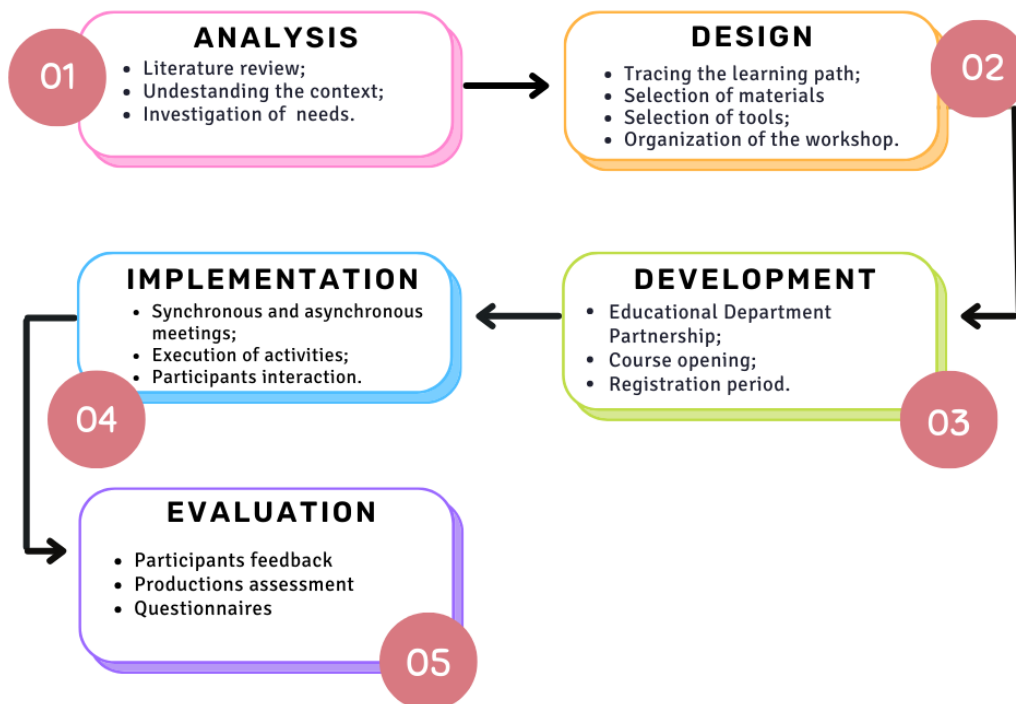 01
ANALYSIS
• Literature review;
• Undestanding the context;
• Investigation of needs.
02
DESIGN
• Tracing the learning path;
• Selection of materials
• Selection of tools;
• Organization of the workshop.
03
DEVELOPMENT
• Educational Department
Partnership;
• Course opening;
• Registration period.
04
IMPLEMENTATION
• Synchronous and asynchronous
meetings;
• Execution of activities;
• Participants interaction.
05
EVALUATION
• Participants feedback
• Productions assessment
• Questionnaires